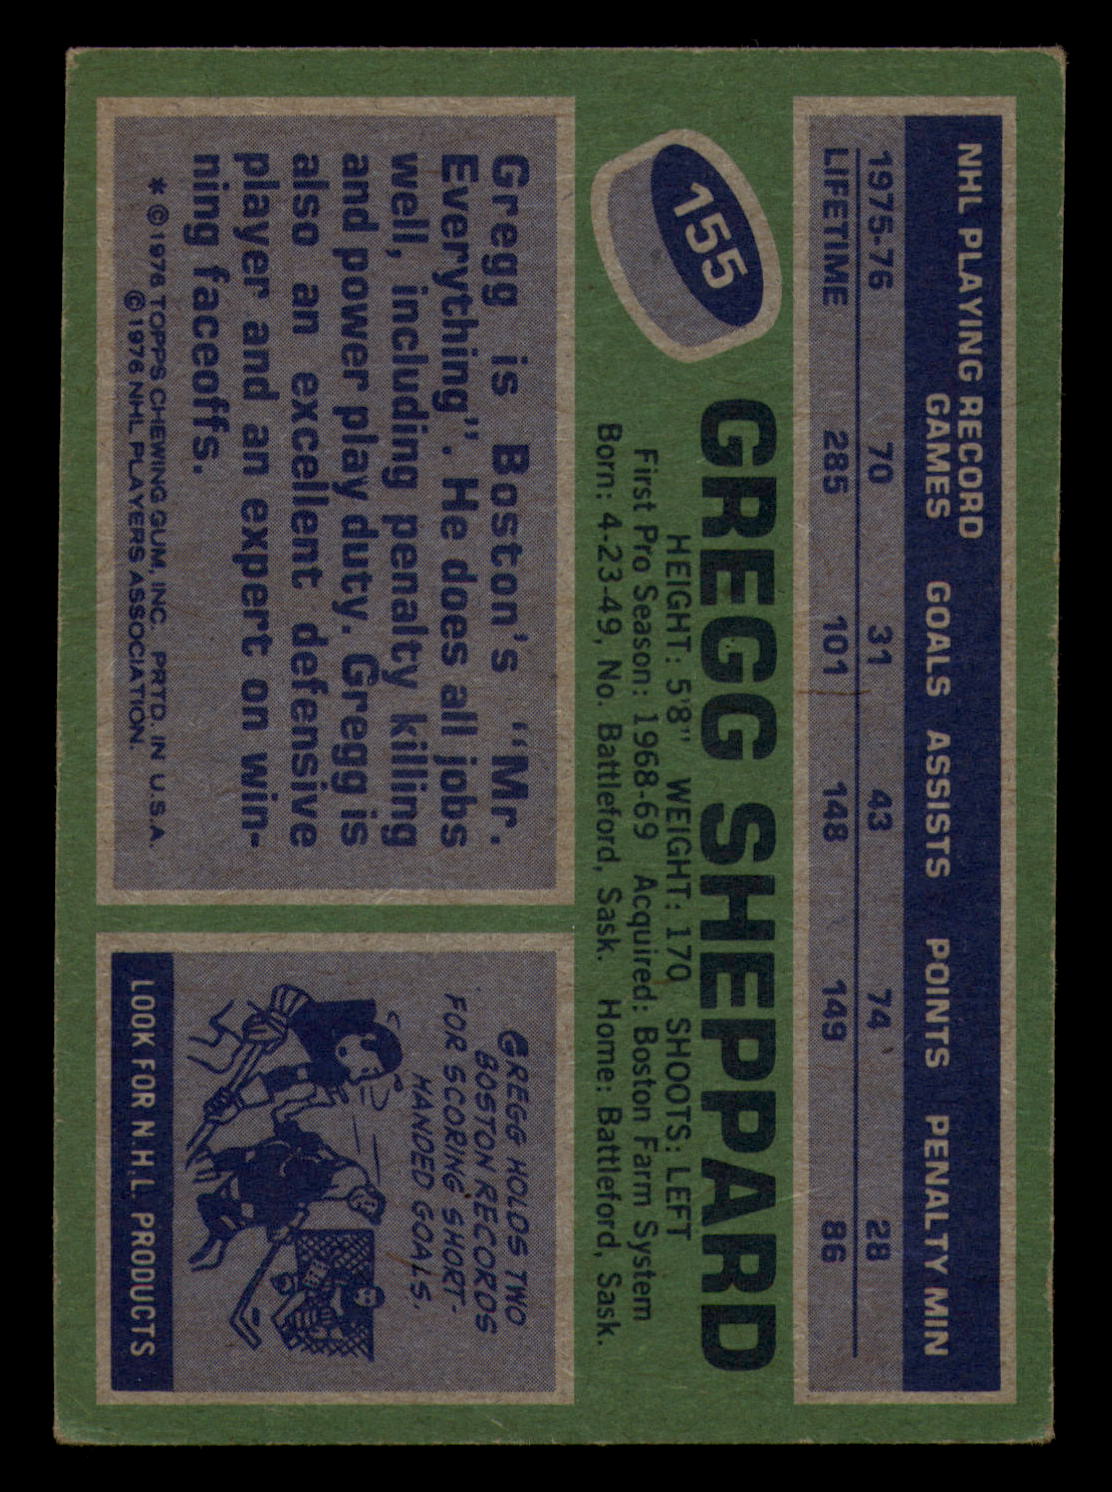 NHL PLAYING RECORD
GAMES GOALS ASSISTS POINTS PENALTY MIN
1975-76 70 31 43 74 28
LIFETIME 285 101 148 149 86
155
GREGG SHEPPARD
HEIGHT: 5'8" WEIGHT: 170 SHOOTS: LEFT
First Pro Season: 1968-69 Acquired: Boston Farm System
Born: 4-23-49, No. Battleford, Sask. Home: Battleford, Sask.
Gregg is Boston's "Mr.
Everything". He does all jobs
well, including penalty killing
and power play duty. Gregg is
also an excellent defensive
player and an expert on win-
ning faceoffs.
* ©1976 TOPPS CHEWING GUM, INC. PRTD. IN U.S.A.
©1976 NHL PLAYERS ASSOCIATION.
GREGG HOLDS TWO
BOSTON RECORDS
FOR SCORING SHORT-
HANDED GOALS.
LOOK FOR N.H.L. PRODUCTS